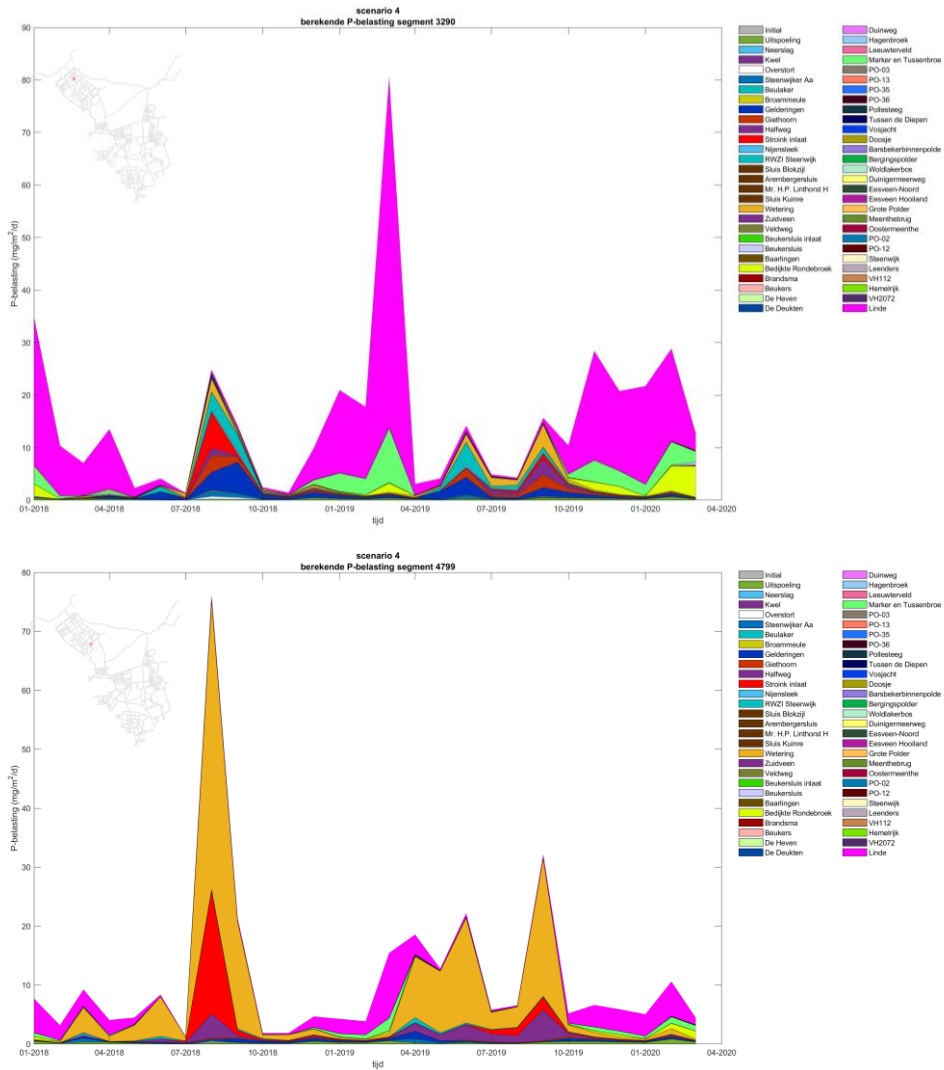 scenario 4
berekende P-belasting segment 3290
P-belasting (mg/m²/d)
90
80
70
60
50
40
30
20
10
0
01-2018
04-2018
07-2018
10-2018
01-2019
04-2019
07-2019
10-2019
01-2020
04-2020
tijd
Initial
Uitspoeling
Neerslag
Kwel
Overstort
Steenwijker Aa
Beulaker
Broammeule
Gelderingen
Giethoorn
Halfweg
Stroink inlaat
Nijensleek
RWZI Steenwijk
Sluis Blokzijl
Arembergersluis
Mr. H.P. Linthorst H
Sluis Kuinre
Wetering
Zuidveen
Veldweg
Beukersluis inlaat
Beukersluis
Baarlingen
Bedijkte Rondebroek
Brandsma
Beukers
De Heven
De Deukten
Duinweg
Hagenbroek
Leeuwterveld
Marker en Tussenbroe
PO-03
PO-13
PO-35
PO-36
Pollesteeg
Tussen de Diepen
Vosjacht
Doosje
Barsbekerbinnenpolde
Bergingspolder
Woldlakerbos
Duinigermeerweg
Eesveen-Noord
Eesveen Hooiland
Grote Polder
Meenthebrug
Oostermeenthe
PO-02
PO-12
Steenwijk
Leenders
VH112
Hemelrijk
VH2072
Linde
scenario 4
berekende P-belasting segment 4799
P-belasting (mg/m²/d)
80
70
60
50
40
30
20
10
0
01-2018
04-2018
07-2018
10-2018
01-2019
04-2019
07-2019
10-2019
01-2020
04-2020
tijd
Initial
Uitspoeling
Neerslag
Kwel
Overstort
Steenwijker Aa
Beulaker
Broammeule
Gelderingen
Giethoorn
Halfweg
Stroink inlaat
Nijensleek
RWZI Steenwijk
Sluis Blokzijl
Arembergersluis
Mr. H.P. Linthorst H
Sluis Kuinre
Wetering
Zuidveen
Veldweg
Beukersluis inlaat
Beukersluis
Baarlingen
Bedijkte Rondebroek
Brandsma
Beukers
De Heven
De Deukten
Duinweg
Hagenbroek
Leeuwterveld
Marker en Tussenbroe
PO-03
PO-13
PO-35
PO-36
Pollesteeg
Tussen de Diepen
Vosjacht
Doosje
Barsbekerbinnenpolde
Bergingspolder
Woldlakerbos
Duinigermeerweg
Eesveen-Noord
Eesveen Hooiland
Grote Polder
Meenthebrug
Oostermeenthe
PO-02
PO-12
Steenwijk
Leenders
VH112
Hemelrijk
VH2072
Linde